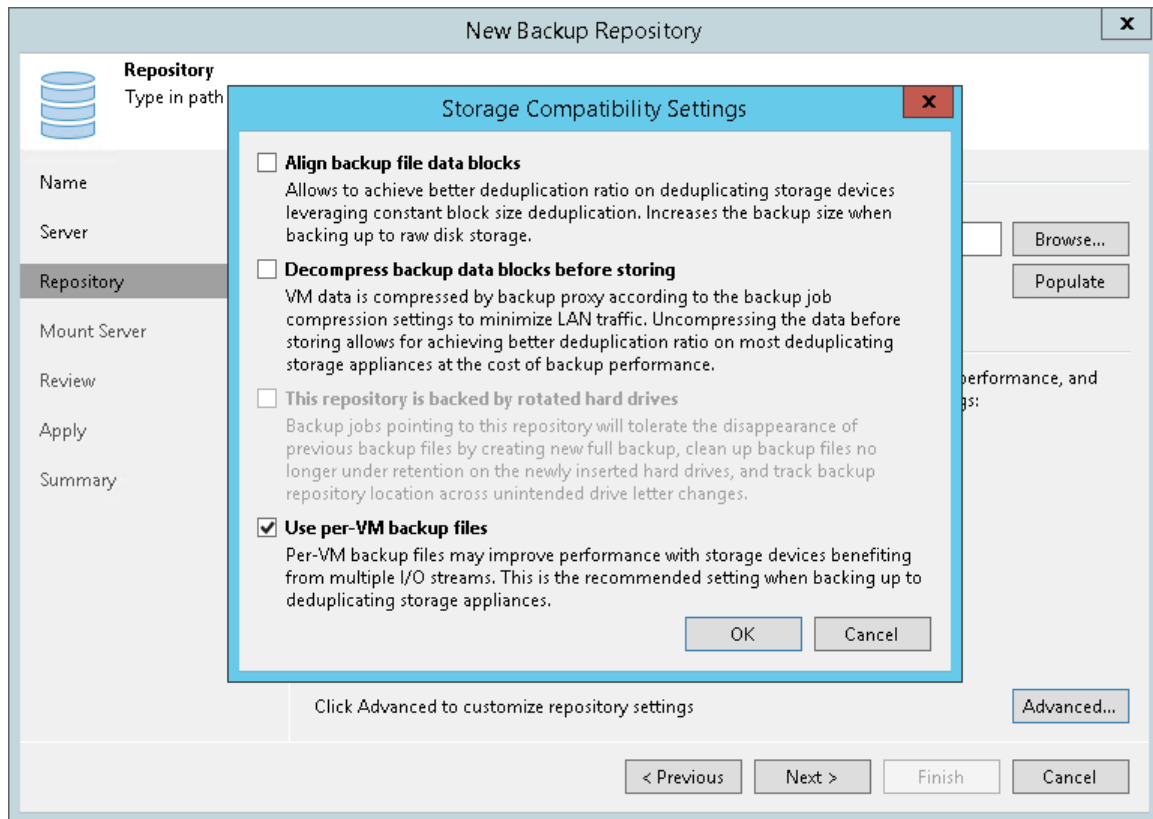 New Backup Repository
x
Repository
Type in path
Storage Compatibility Settings
x
Name
Server
Repository
Mount Server
Review
Apply
Summary
Align backup file data blocks
Allows to achieve better deduplication ratio on deduplicating storage devices
leveraging constant block size deduplication. Increases the backup size when
backing up to raw disk storage.
Decompress backup data blocks before storing
VM data is compressed by backup proxy according to the backup job
compression settings to minimize LAN traffic. Uncompressing the data before
storing allows for achieving better deduplication ratio on most deduplicating
storage appliances at the cost of backup performance.
This repository is backed by rotated hard drives
Backup jobs pointing to this repository will tolerate the disappearance of
previous backup files by creating new full backup, clean up backup files no
longer under retention on the newly inserted hard drives, and track backup
repository location across unintended drive letter changes.
Use per-VM backup files
Per-VM backup files may improve performance with storage devices benefiting
from multiple I/O streams. This is the recommended setting when backing up to
deduplicating storage appliances.
OK
Cancel
Browse...
Populate
performance, and
gs:
Click Advanced to customize repository settings
Advanced...
< Previous
Next >
Finish
Cancel